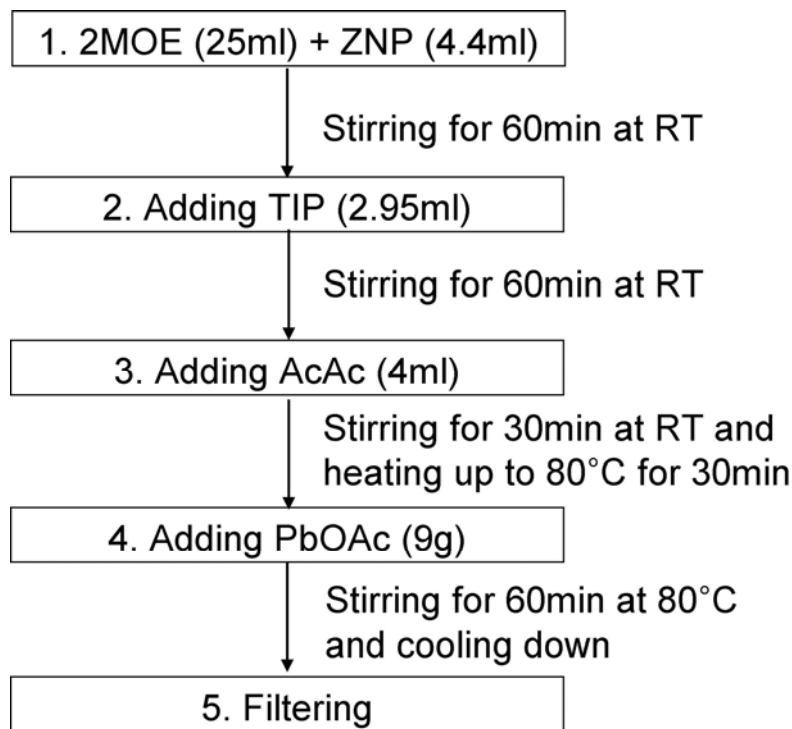 1. 2MOE (25ml) + ZNP (4.4ml)
Stirring for 60min at RT
2. Adding TIP (2.95ml)
Stirring for 60min at RT
3. Adding AcAc (4ml)
Stirring for 30min at RT and
heating up to 80°C for 30min
4. Adding PbOAc (9g)
Stirring for 60min at 80°C
and cooling down
5. Filtering